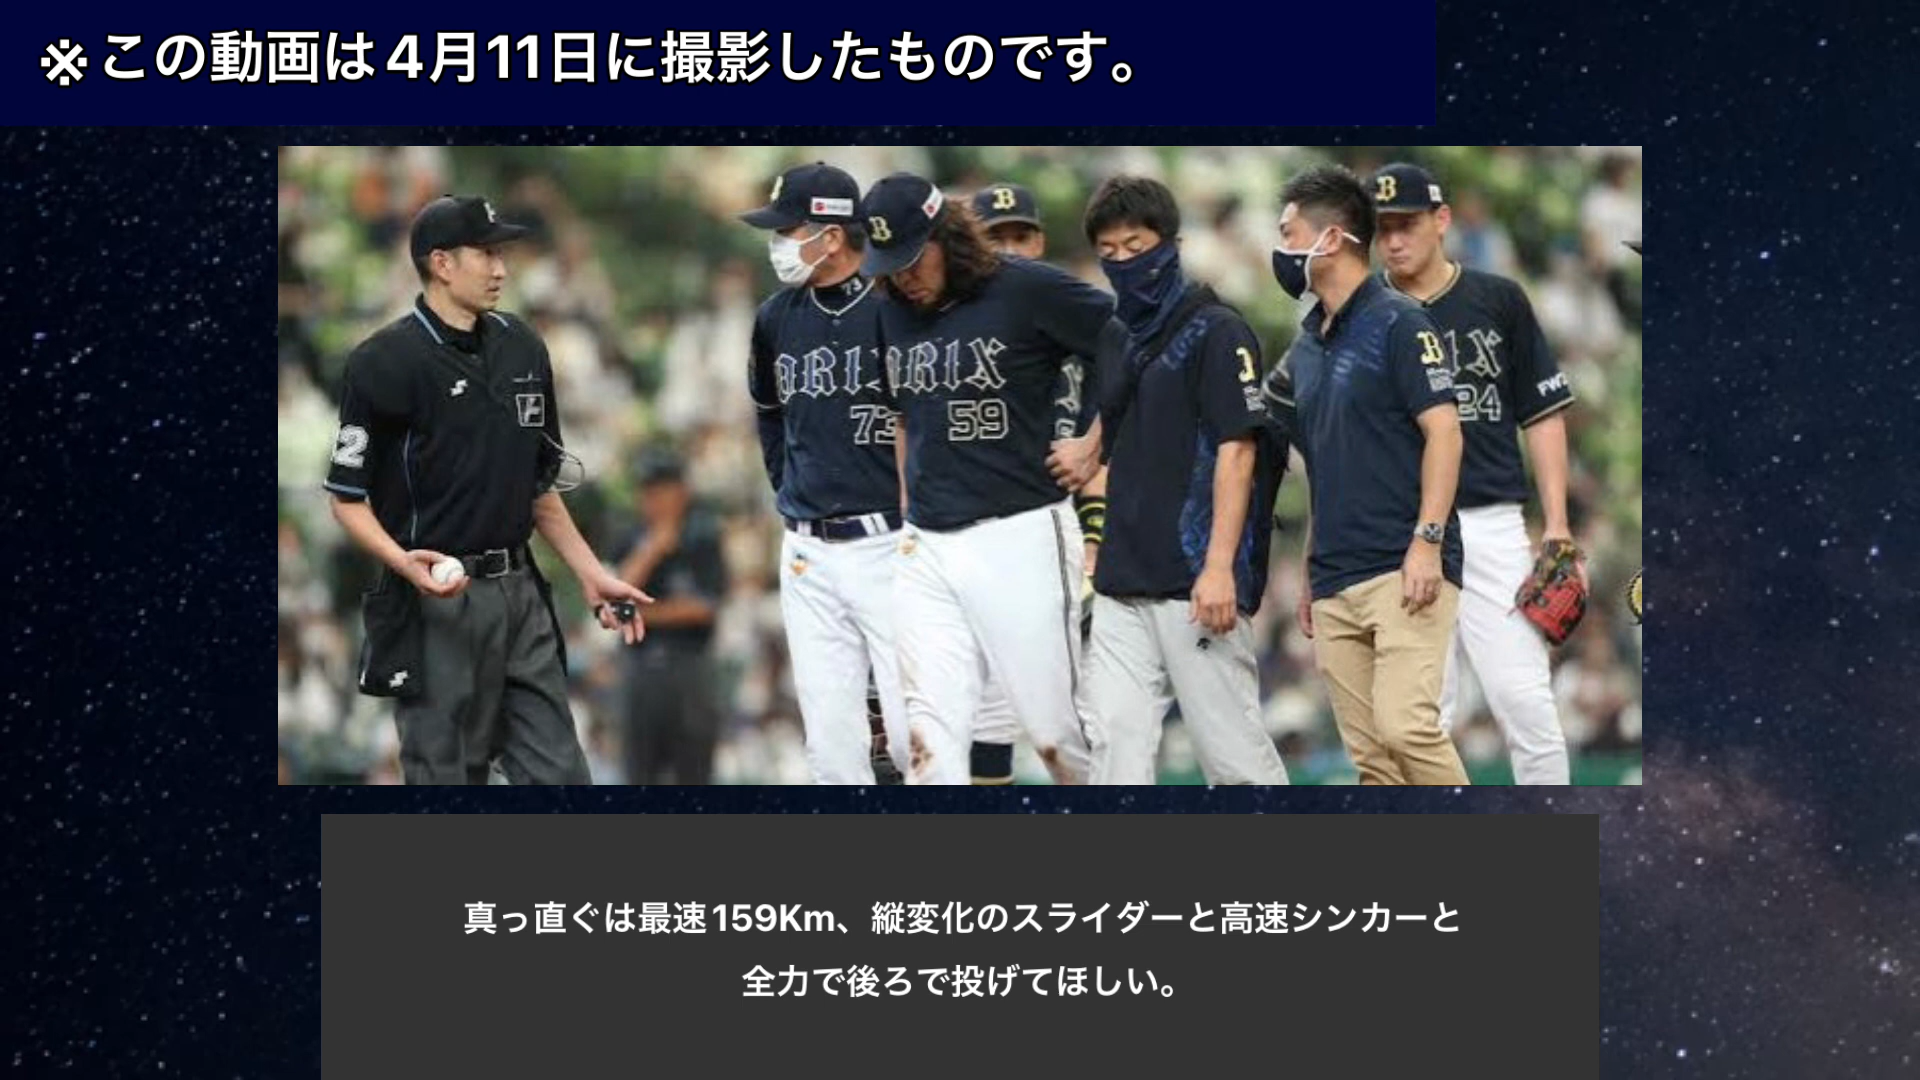 ※この動画は4月11日に撮影したものです。
B
B
B
B
73
32
ORIX
ORIX
IX
73
59
24
B
真っ直ぐは最速159Km、縦変化のスライダーと高速シンカーと
全力で後ろで投げてほしい。